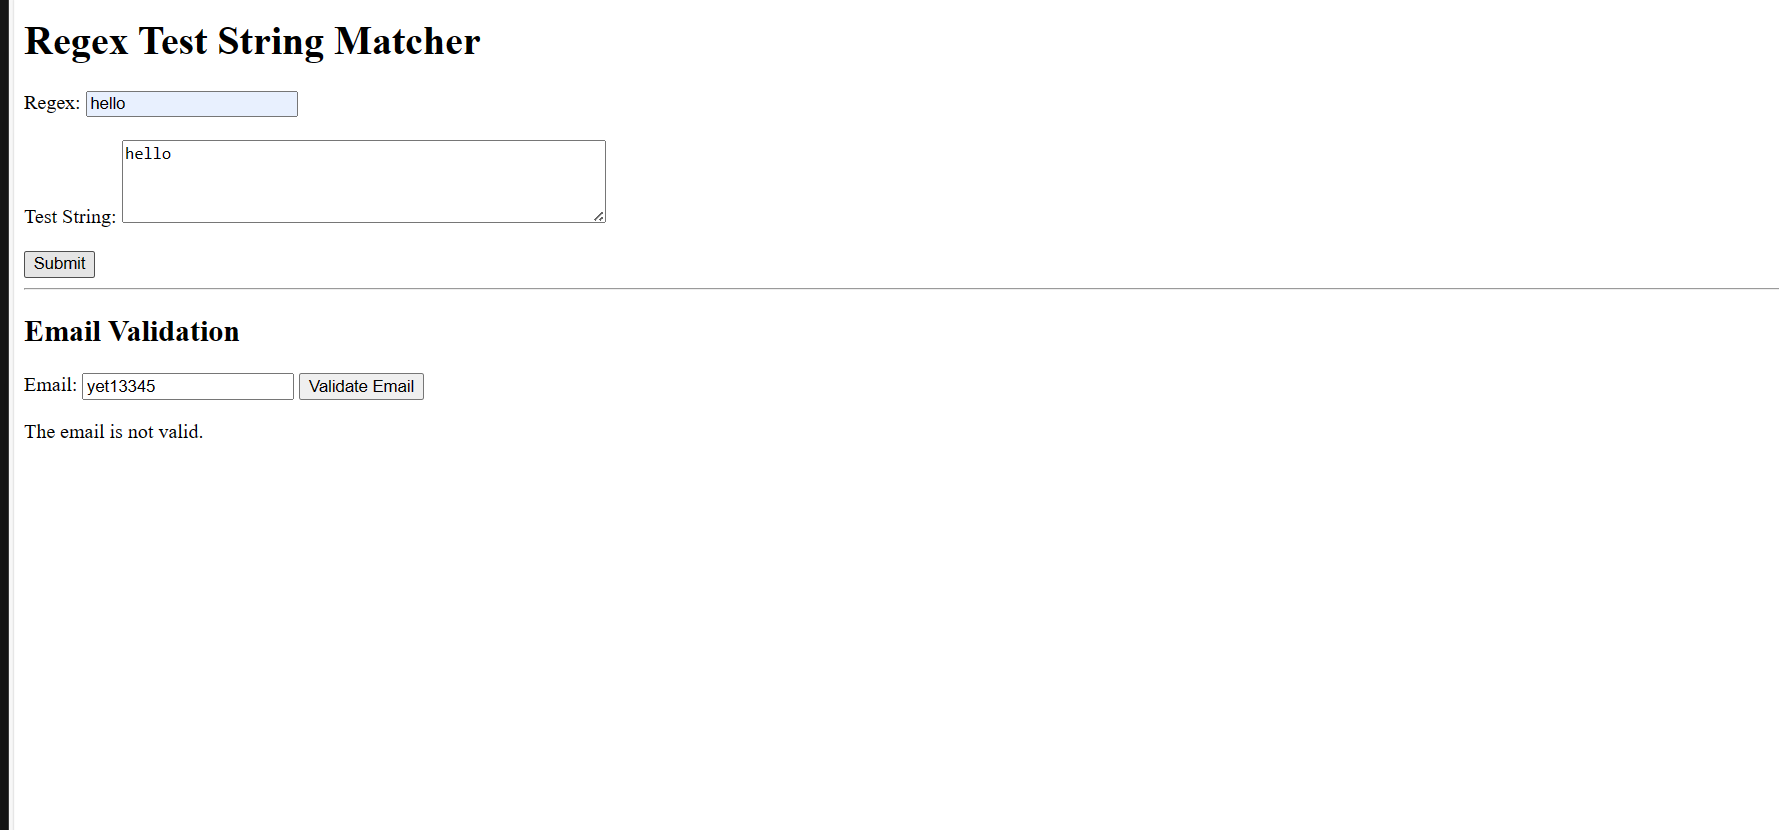 Regex Test String Matcher
Regex: hello
hello
Test String:
Submit
Email Validation
Email: yet13345 Validate Email
The email is not valid.